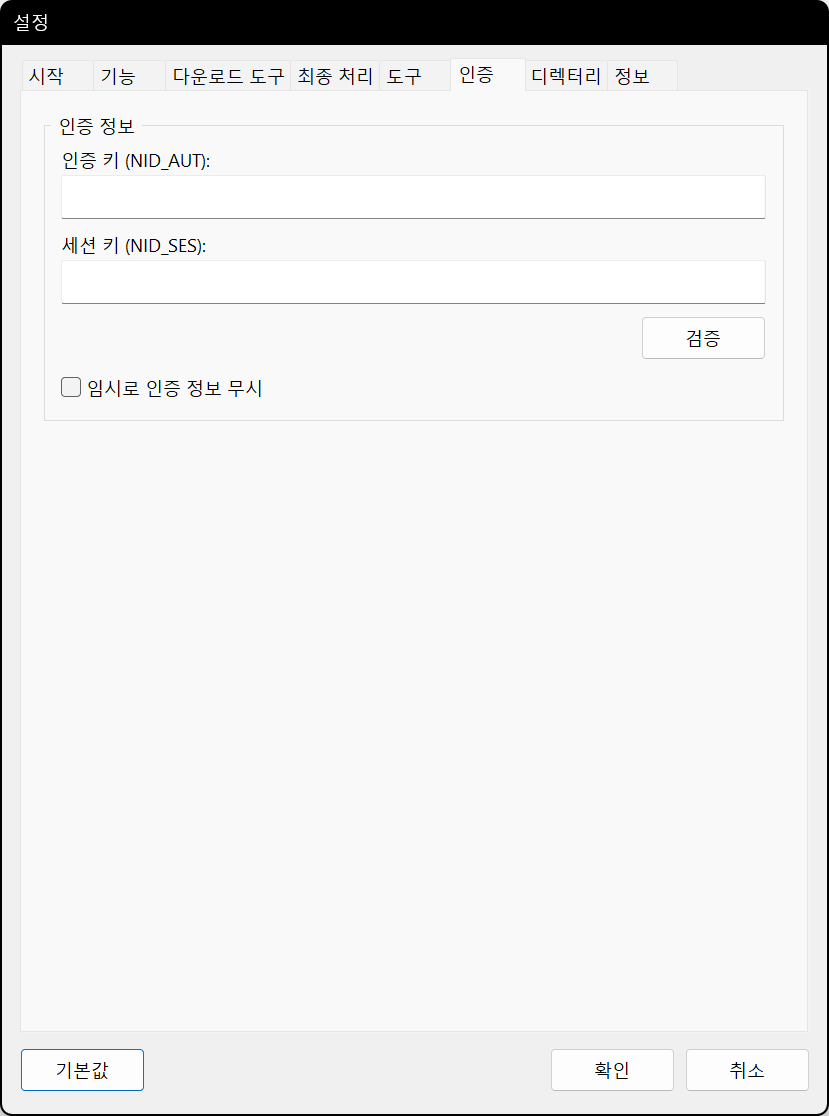 설정
시작 기능 다운로드 도구 최종 처리 도구 인증 디렉터리 정보
인증 정보
인증 키 (NID_AUT):
세션 키 (NID_SES):
검증
임시로 인증 정보 무시
기본값 확인 취소